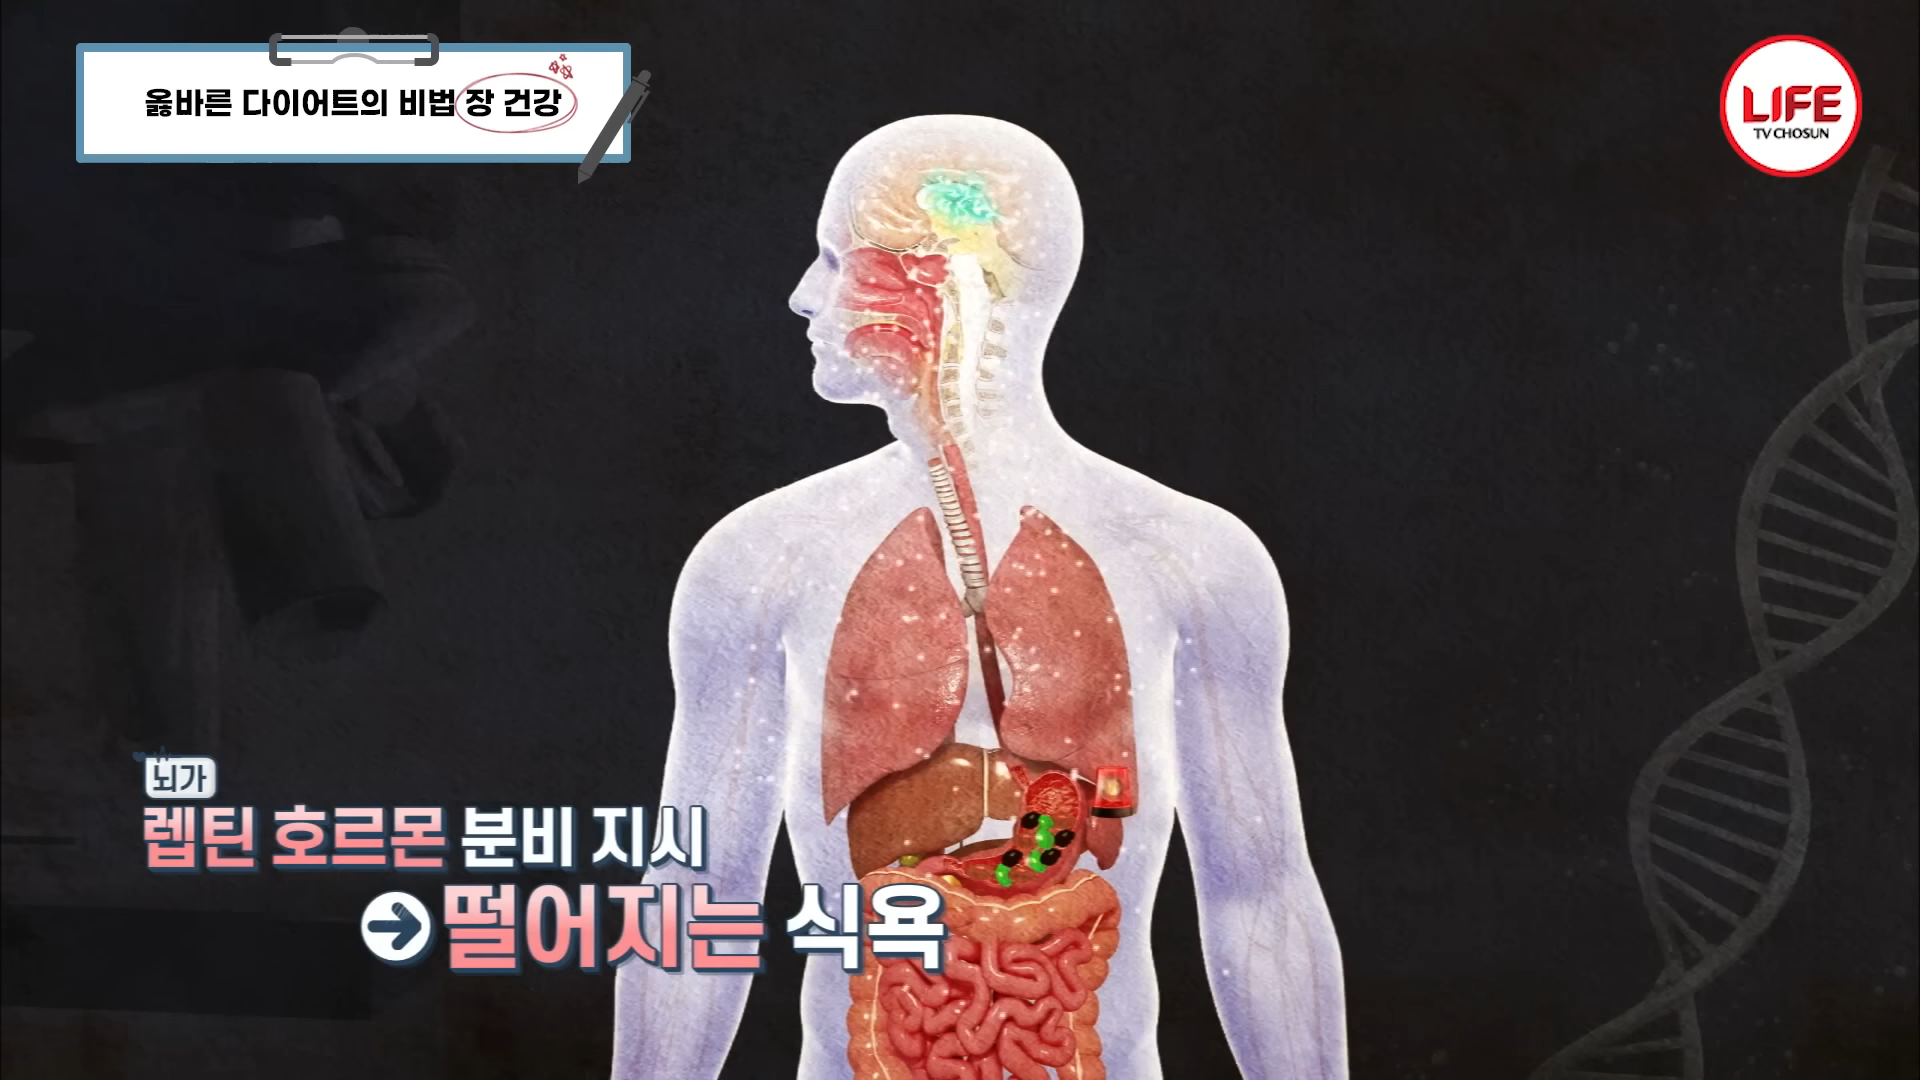 옳바른 다이어트의 비법 장 건강
LIFE
TV CHOSUN
뇌가
렙틴 호르몬 분비 지시
떨어지는 식욕